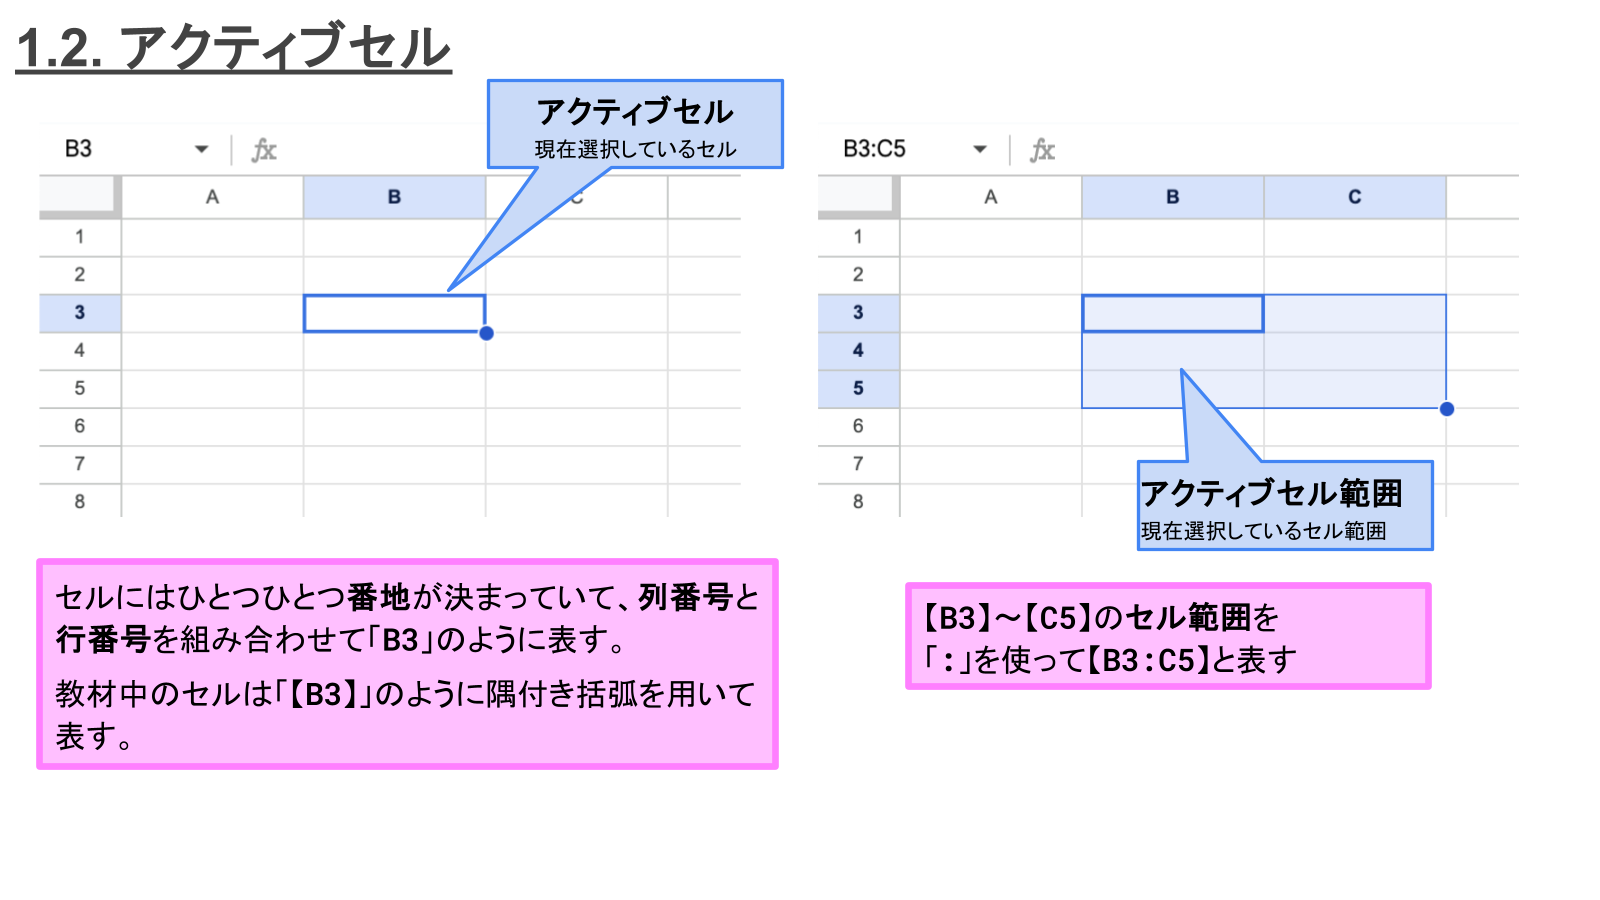 1.2. アクティブセル
アクティブセル
現在選択しているセル
B3
fx
A B C
1
2
3
4
5
6
7
8
B3:C5
fx
A B C
1
2
3
4
5
6
7
8
アクティブセル範囲
現在選択しているセル範囲
セルにはひとつひとつ番地が決まっていて、列番号と
行番号を組み合わせて「B3」のように表す。
教材中のセルは「【B3】」のように隅付き括弧を用いて
表す。
【B3】〜【C5】のセル範囲を
「:」を使って【B3:C5】と表す